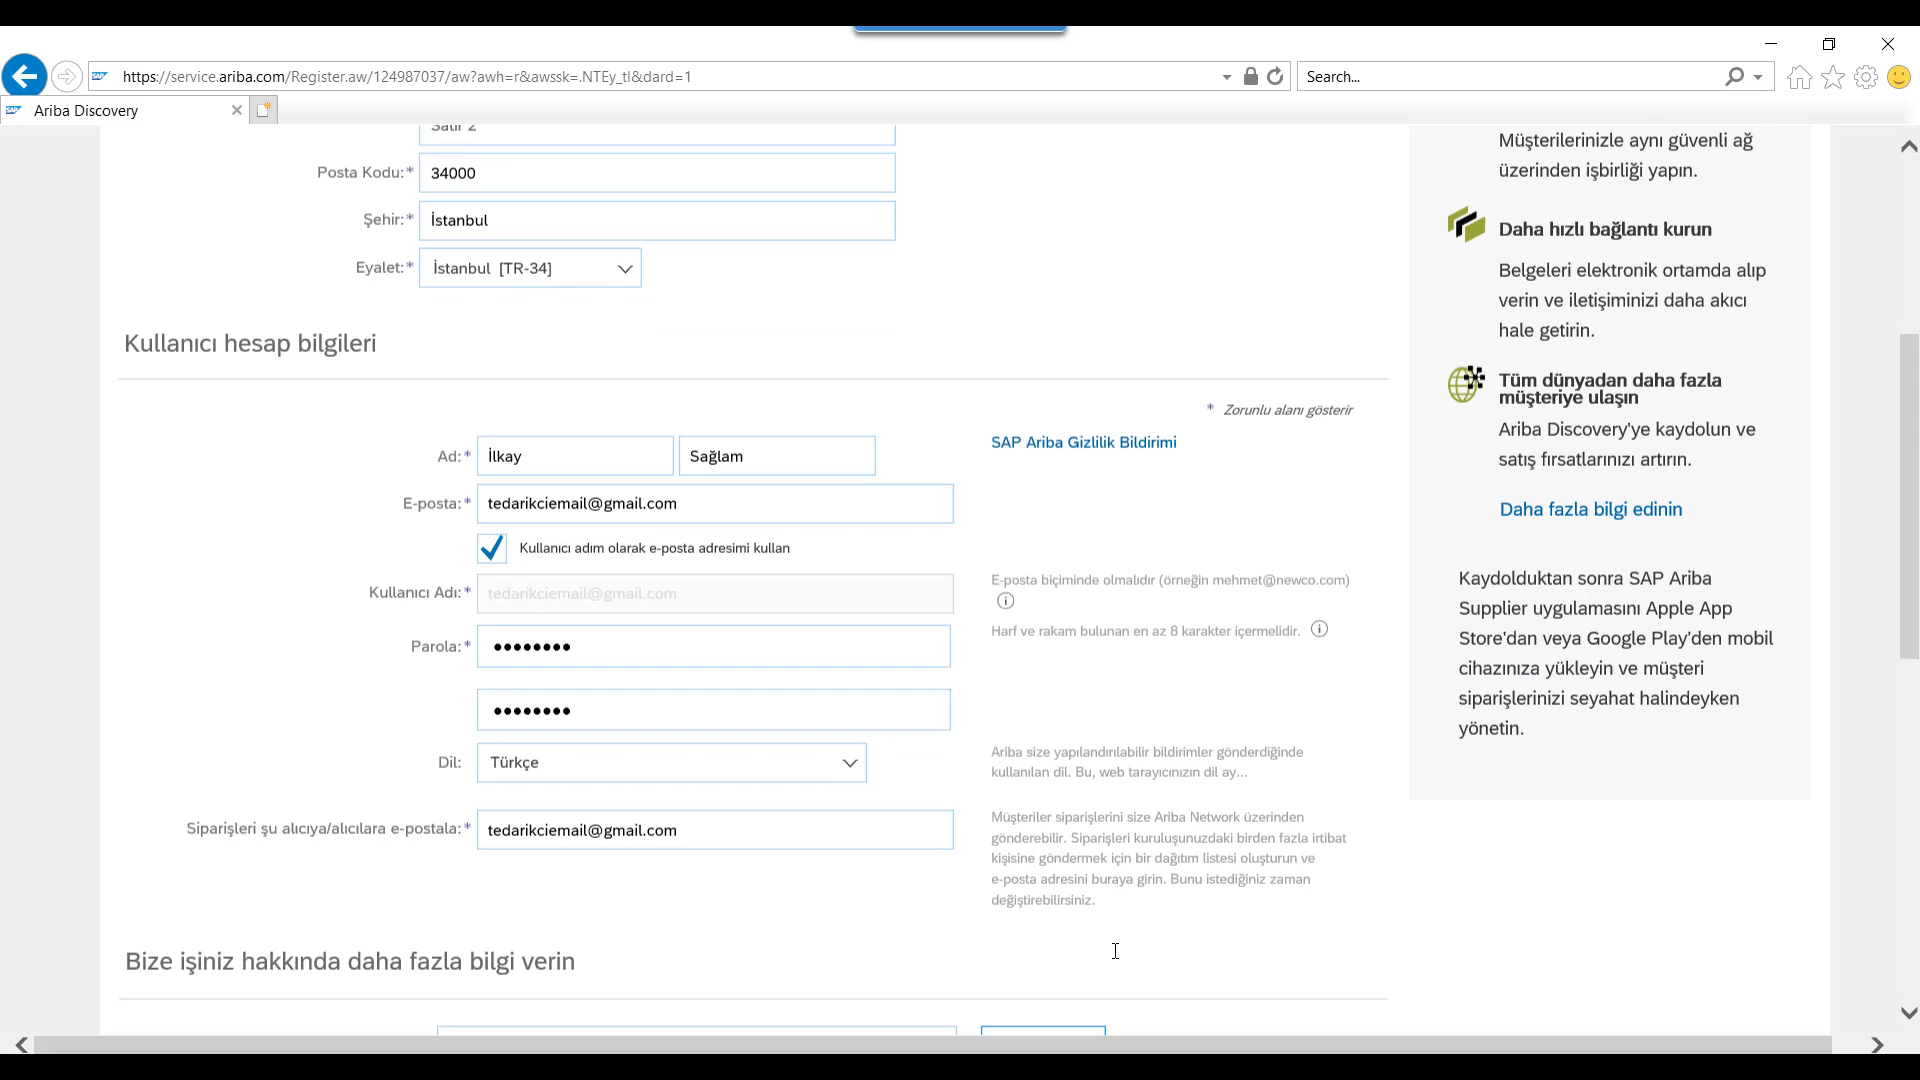 https://service.ariba.com/Register.aw/124987037/aw?awh=r&awssk=.NTEy_tl&dard=1
Search...
Ariba Discovery
Satır 2
Posta Kodu:* 34000
Şehir:* İstanbul
Eyalet:* İstanbul [TR-34]
Kullanıcı hesap bilgileri
* Zorunlu alanı gösterir
Ad:* İlkay Sağlam
SAP Ariba Gizlilik Bildirimi
E-posta:* tedarikciemail@gmail.com
Kullanıcı adım olarak e-posta adresimi kullan
Kullanıcı Adı:* tedarikciemail@gmail.com
E-posta biçiminde olmalıdır (örneğin mehmet@newco.com)
Parola:* ●●●●●●●●
Harf ve rakam bulunan en az 8 karakter içermelidir.
●●●●●●●●
Dil: Türkçe
Ariba size yapılandırılabilir bildirimler gönderdiğinde
kullanılan dil. Bu, web tarayıcınızın dil ay...
Siparişleri şu alıcıya/alıcılara e-postala:* tedarikciemail@gmail.com
Müşteriler siparişlerini size Ariba Network üzerinden
gönderebilir. Siparişleri kuruluşunuzdaki birden fazla irtibat
kişisine göndermek için bir dağıtım listesi oluşturun ve
e-posta adresini buraya girin. Bunu istediğiniz zaman
değiştirebilirsiniz.
Bize işiniz hakkında daha fazla bilgi verin
Müşterilerinizle aynı güvenli ağ
üzerinden işbirliği yapın.
Daha hızlı bağlantı kurun
Belgeleri elektronik ortamda alıp
verin ve iletişiminizi daha akıcı
hale getirin.
Tüm dünyadan daha fazla
müşteriye ulaşın
Ariba Discovery'ye kaydolun ve
satış fırsatlarınızı artırın.
Daha fazla bilgi edinin
Kaydolduktan sonra SAP Ariba
Supplier uygulamasını Apple App
Store'dan veya Google Play'den mobil
cihazınıza yükleyin ve müşteri
siparişlerinizi seyahat halindeyken
yönetin.